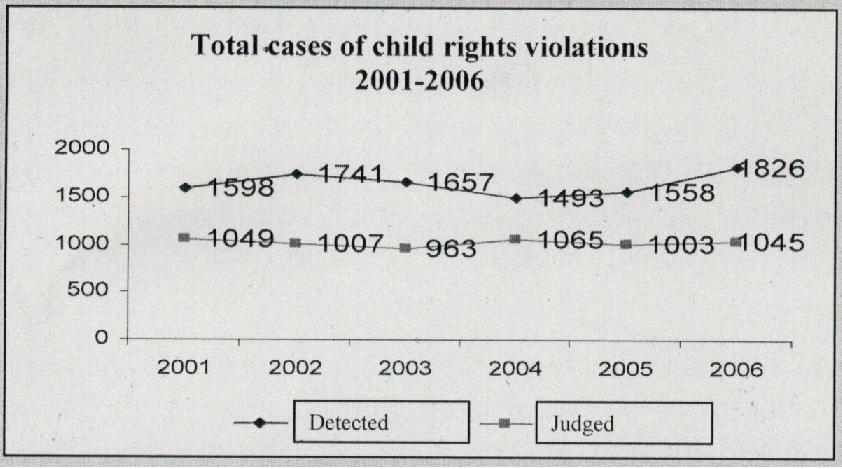 Total cases of child rights violations
2001-2006
2000
1500
1000
500
0
1598 1741 1657 1493 1558 1826
1049 1007 963 1065 1003 1045
2001 2002 2003 2004 2005 2006
Detected Judged